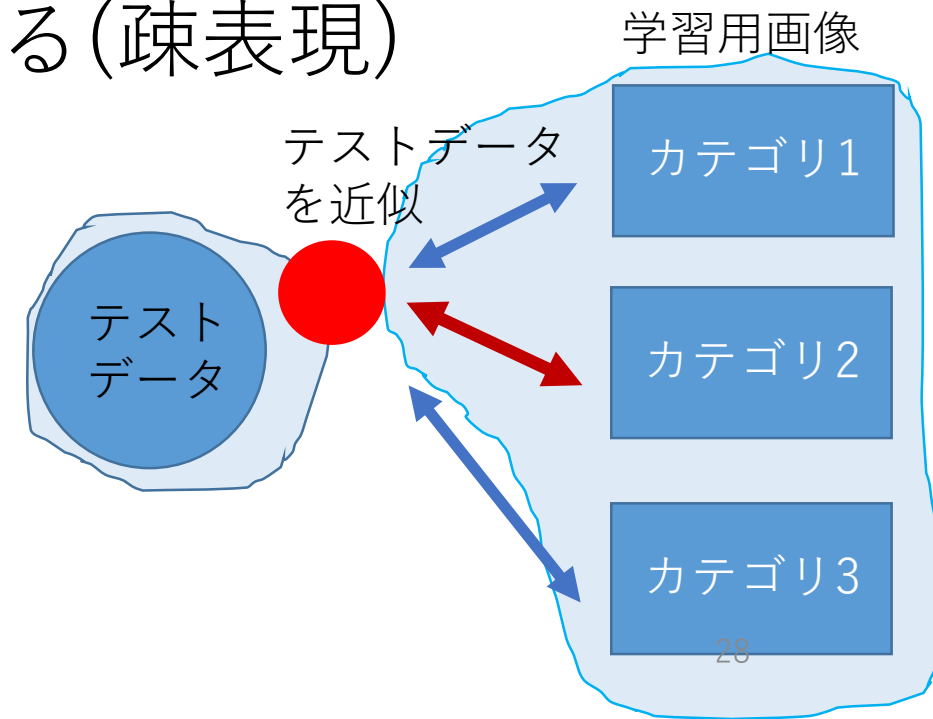 る(疎表現)
学習用画像
テストデータ
を近似
カテゴリ1
テスト
データ
カテゴリ2
カテゴリ3
28